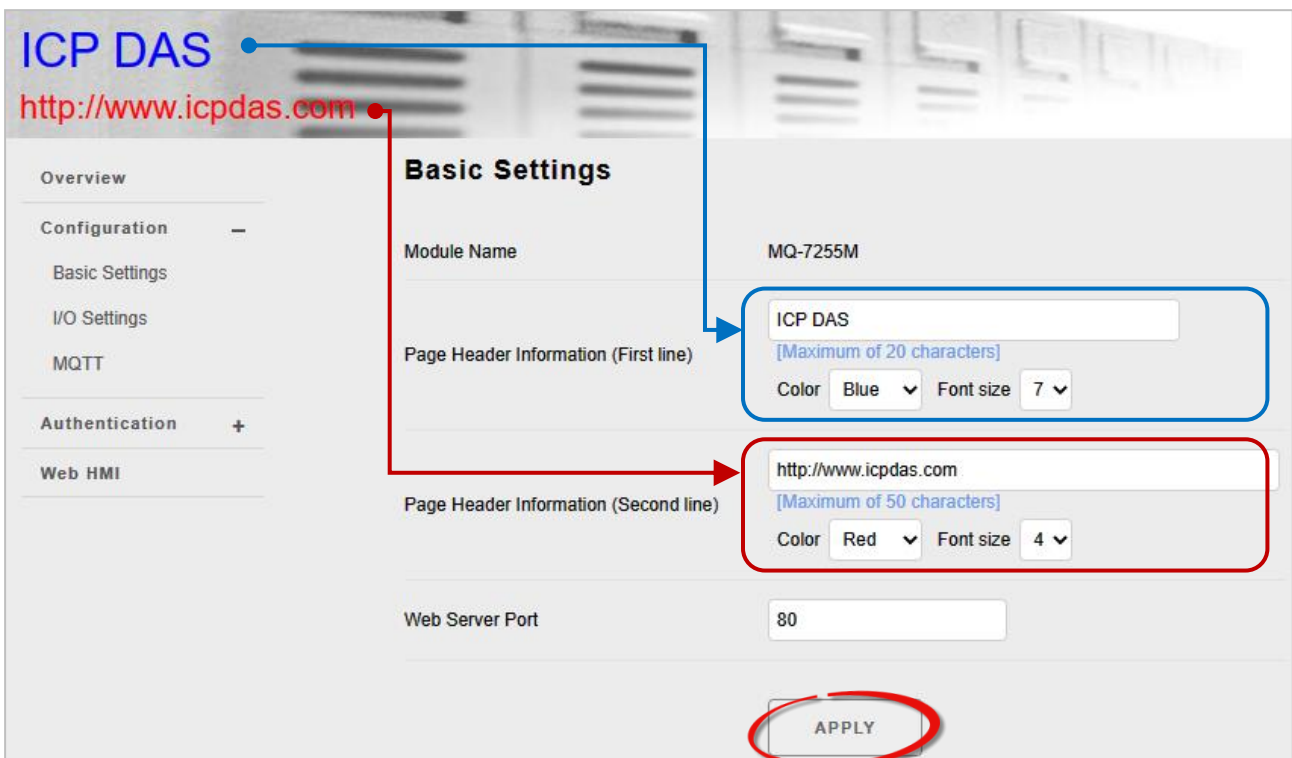 ICP DAS
http://www.icpdas.com
Overview
Configuration –
Basic Settings
I/O Settings
MQTT
Authentication +
Web HMI
Basic Settings
Module Name MQ-7255M
Page Header Information (First line) ICP DAS
[Maximum of 20 characters]
Color Blue Font size 7
Page Header Information (Second line) http://www.icpdas.com
[Maximum of 50 characters]
Color Red Font size 4
Web Server Port 80
APPLY